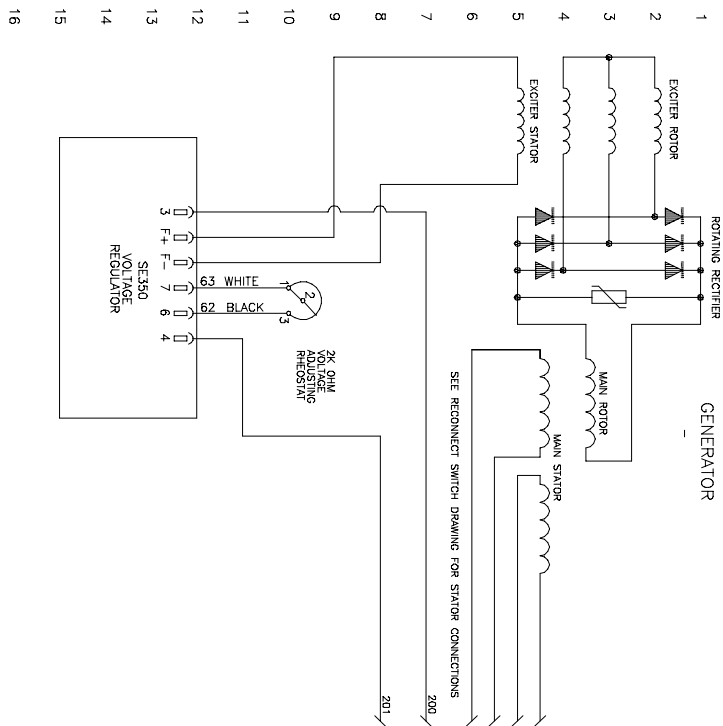 GENERATOR
-
1
2
3
4
5
6
7
8
9
10
11
12
13
14
15
16
ROTATING RECTIFIER
EXCITER ROTOR
EXCITER STATOR
MAIN ROTOR
MAIN STATOR
SEE RECONNECT SWITCH DRAWING FOR STATOR CONNECTIONS
2K OHM
VOLTAGE
ADJUSTING
RHEOSTAT
1
2
3
63 WHITE
62 BLACK
3
F+
F-
7
6
4
SE350
VOLTAGE
REGULATOR
200
201